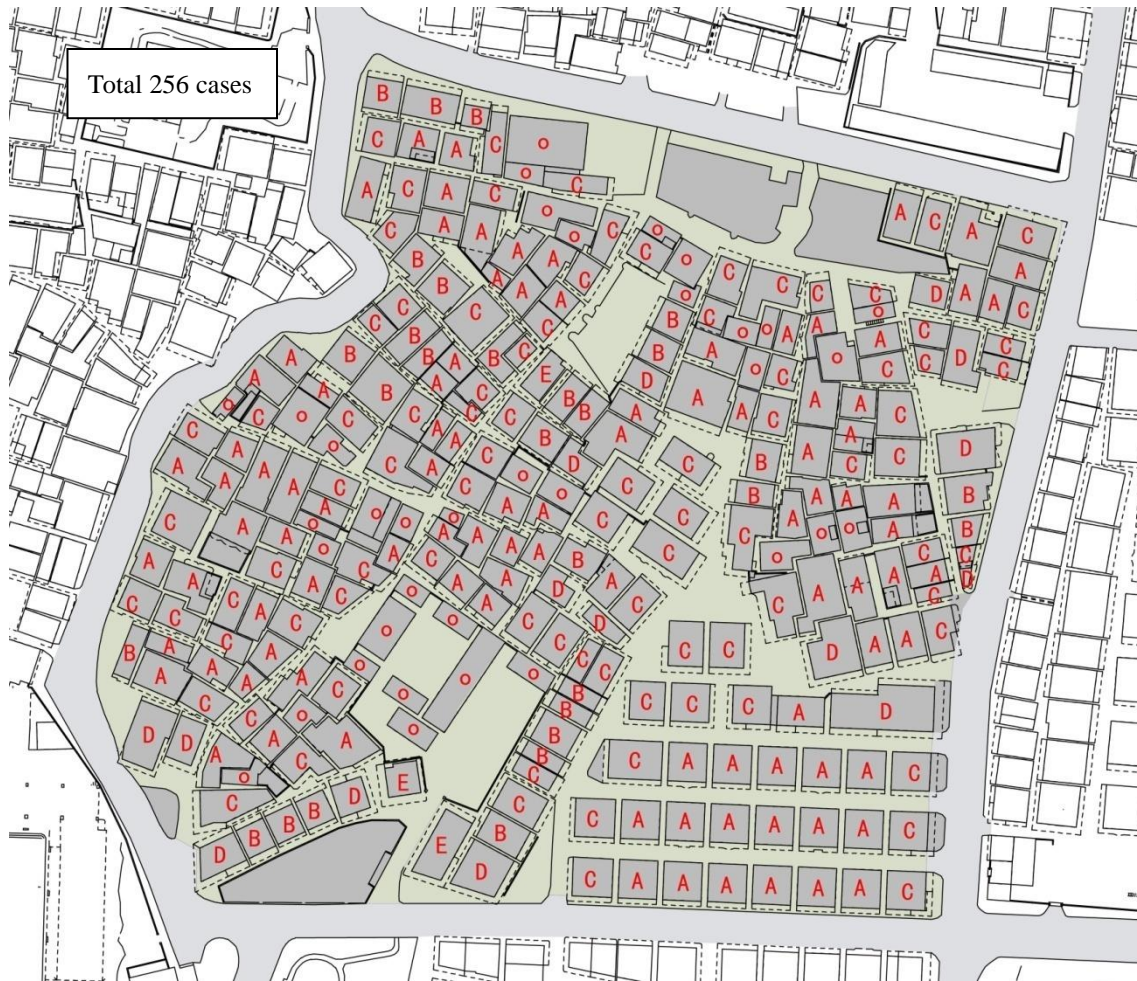 Total 256 cases
B B B
C A A C O
O C
A C A C O A C
C A A O C O A C
B A A C O
B A A A C O C C C A
C C O D A A C
C C B C O O A A C
B A B C B A O A C D C
A A C E B D O C C
A B C B B A A C A A C
O C O C C B A A A C
C A O A A C B D C B A C C D
A A A C C O O C B
A A O O A A C A A A B
C A A O O A A A A B C C A O O A B
A A C A C C A A D A C O A A A C D
C C C A C O O C C D C A C
B A A A A O O C C C C C D A A C
A C A C O B C C C A D
C A O A O B B
D D A C B C A A A A A C
C O E C
B B B D C B C A A A A A A C
D E D C A A A A A A C